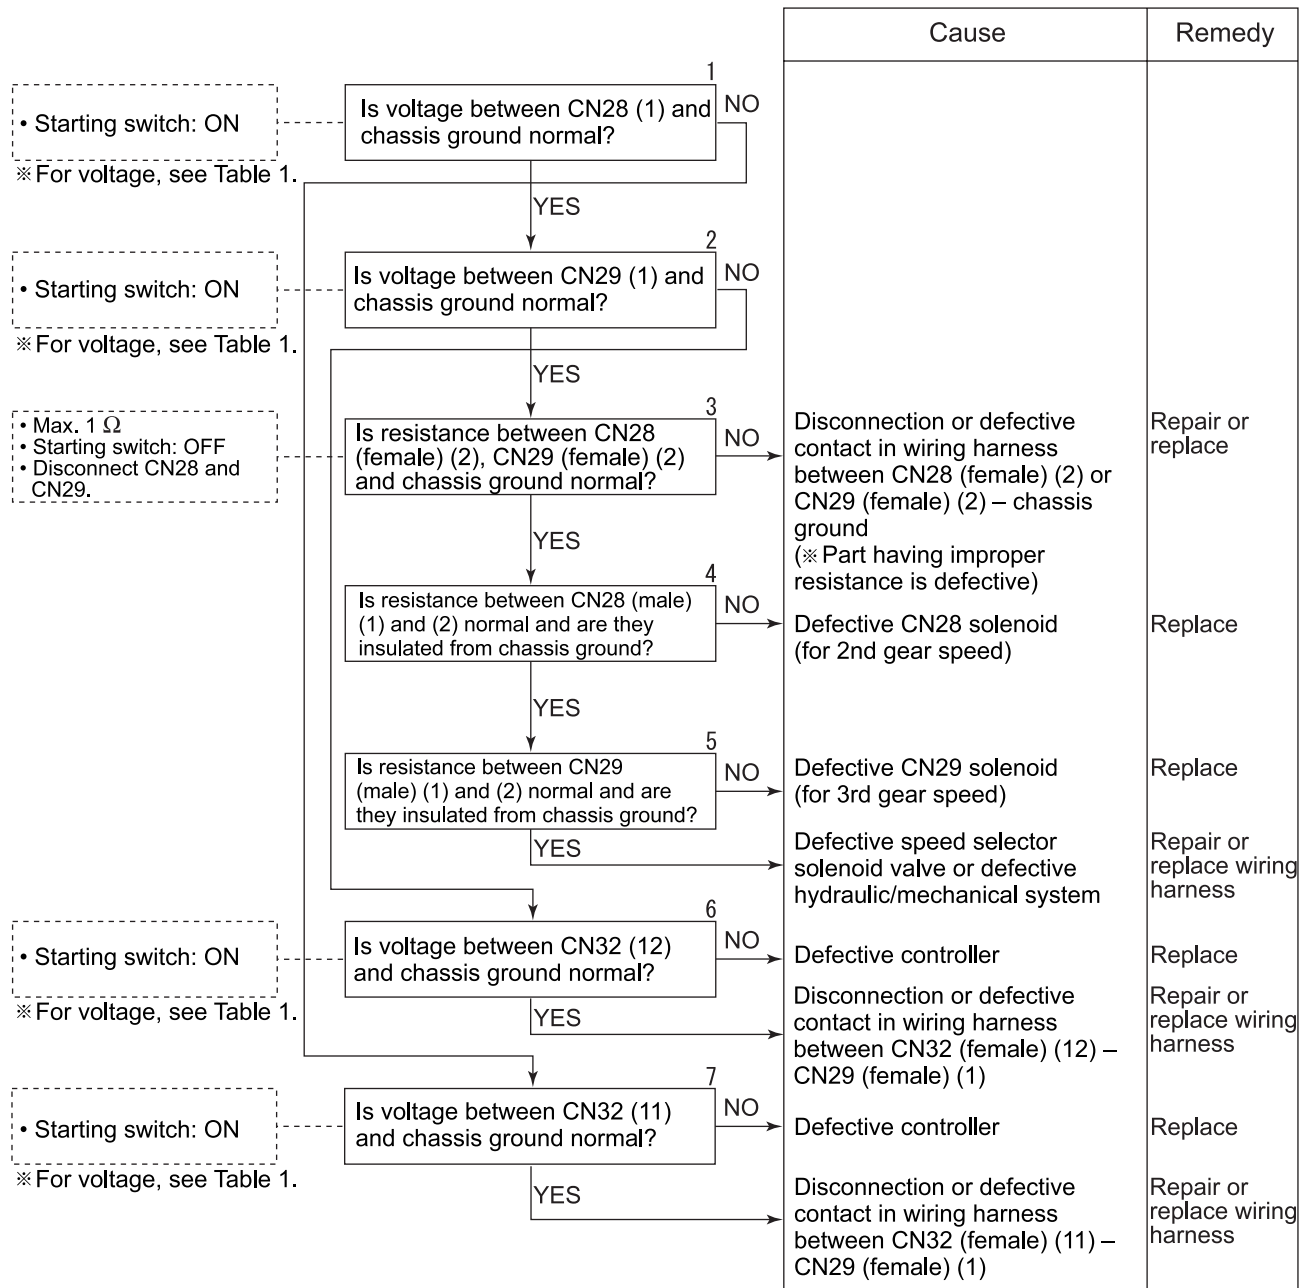 Cause
Remedy
1
• Starting switch: ON
※For voltage, see Table 1.
Is voltage between CN28 (1) and
chassis ground normal?
NO
YES
2
• Starting switch: ON
※For voltage, see Table 1.
Is voltage between CN29 (1) and
chassis ground normal?
NO
YES
3
• Max. 1 Ω
• Starting switch: OFF
• Disconnect CN28 and
CN29.
Is resistance between CN28
(female) (2), CN29 (female) (2)
and chassis ground normal?
NO
Disconnection or defective
contact in wiring harness
between CN28 (female) (2) or
CN29 (female) (2) – chassis
ground
(※Part having improper
resistance is defective)
Repair or
replace
YES
4
Is resistance between CN28 (male)
(1) and (2) normal and are they
insulated from chassis ground?
NO
Defective CN28 solenoid
(for 2nd gear speed)
Replace
YES
5
Is resistance between CN29
(male) (1) and (2) normal and are
they insulated from chassis ground?
NO
Defective CN29 solenoid
(for 3rd gear speed)
Replace
YES
Defective speed selector
solenoid valve or defective
hydraulic/mechanical system
Repair or
replace wiring
harness
6
• Starting switch: ON
※For voltage, see Table 1.
Is voltage between CN32 (12)
and chassis ground normal?
NO
Defective controller
Replace
YES
Disconnection or defective
contact in wiring harness
between CN32 (female) (12) –
CN29 (female) (1)
Repair or
replace wiring
harness
7
• Starting switch: ON
※For voltage, see Table 1.
Is voltage between CN32 (11)
and chassis ground normal?
NO
Defective controller
Replace
YES
Disconnection or defective
contact in wiring harness
between CN32 (female) (11) –
CN29 (female) (1)
Repair or
replace wiring
harness